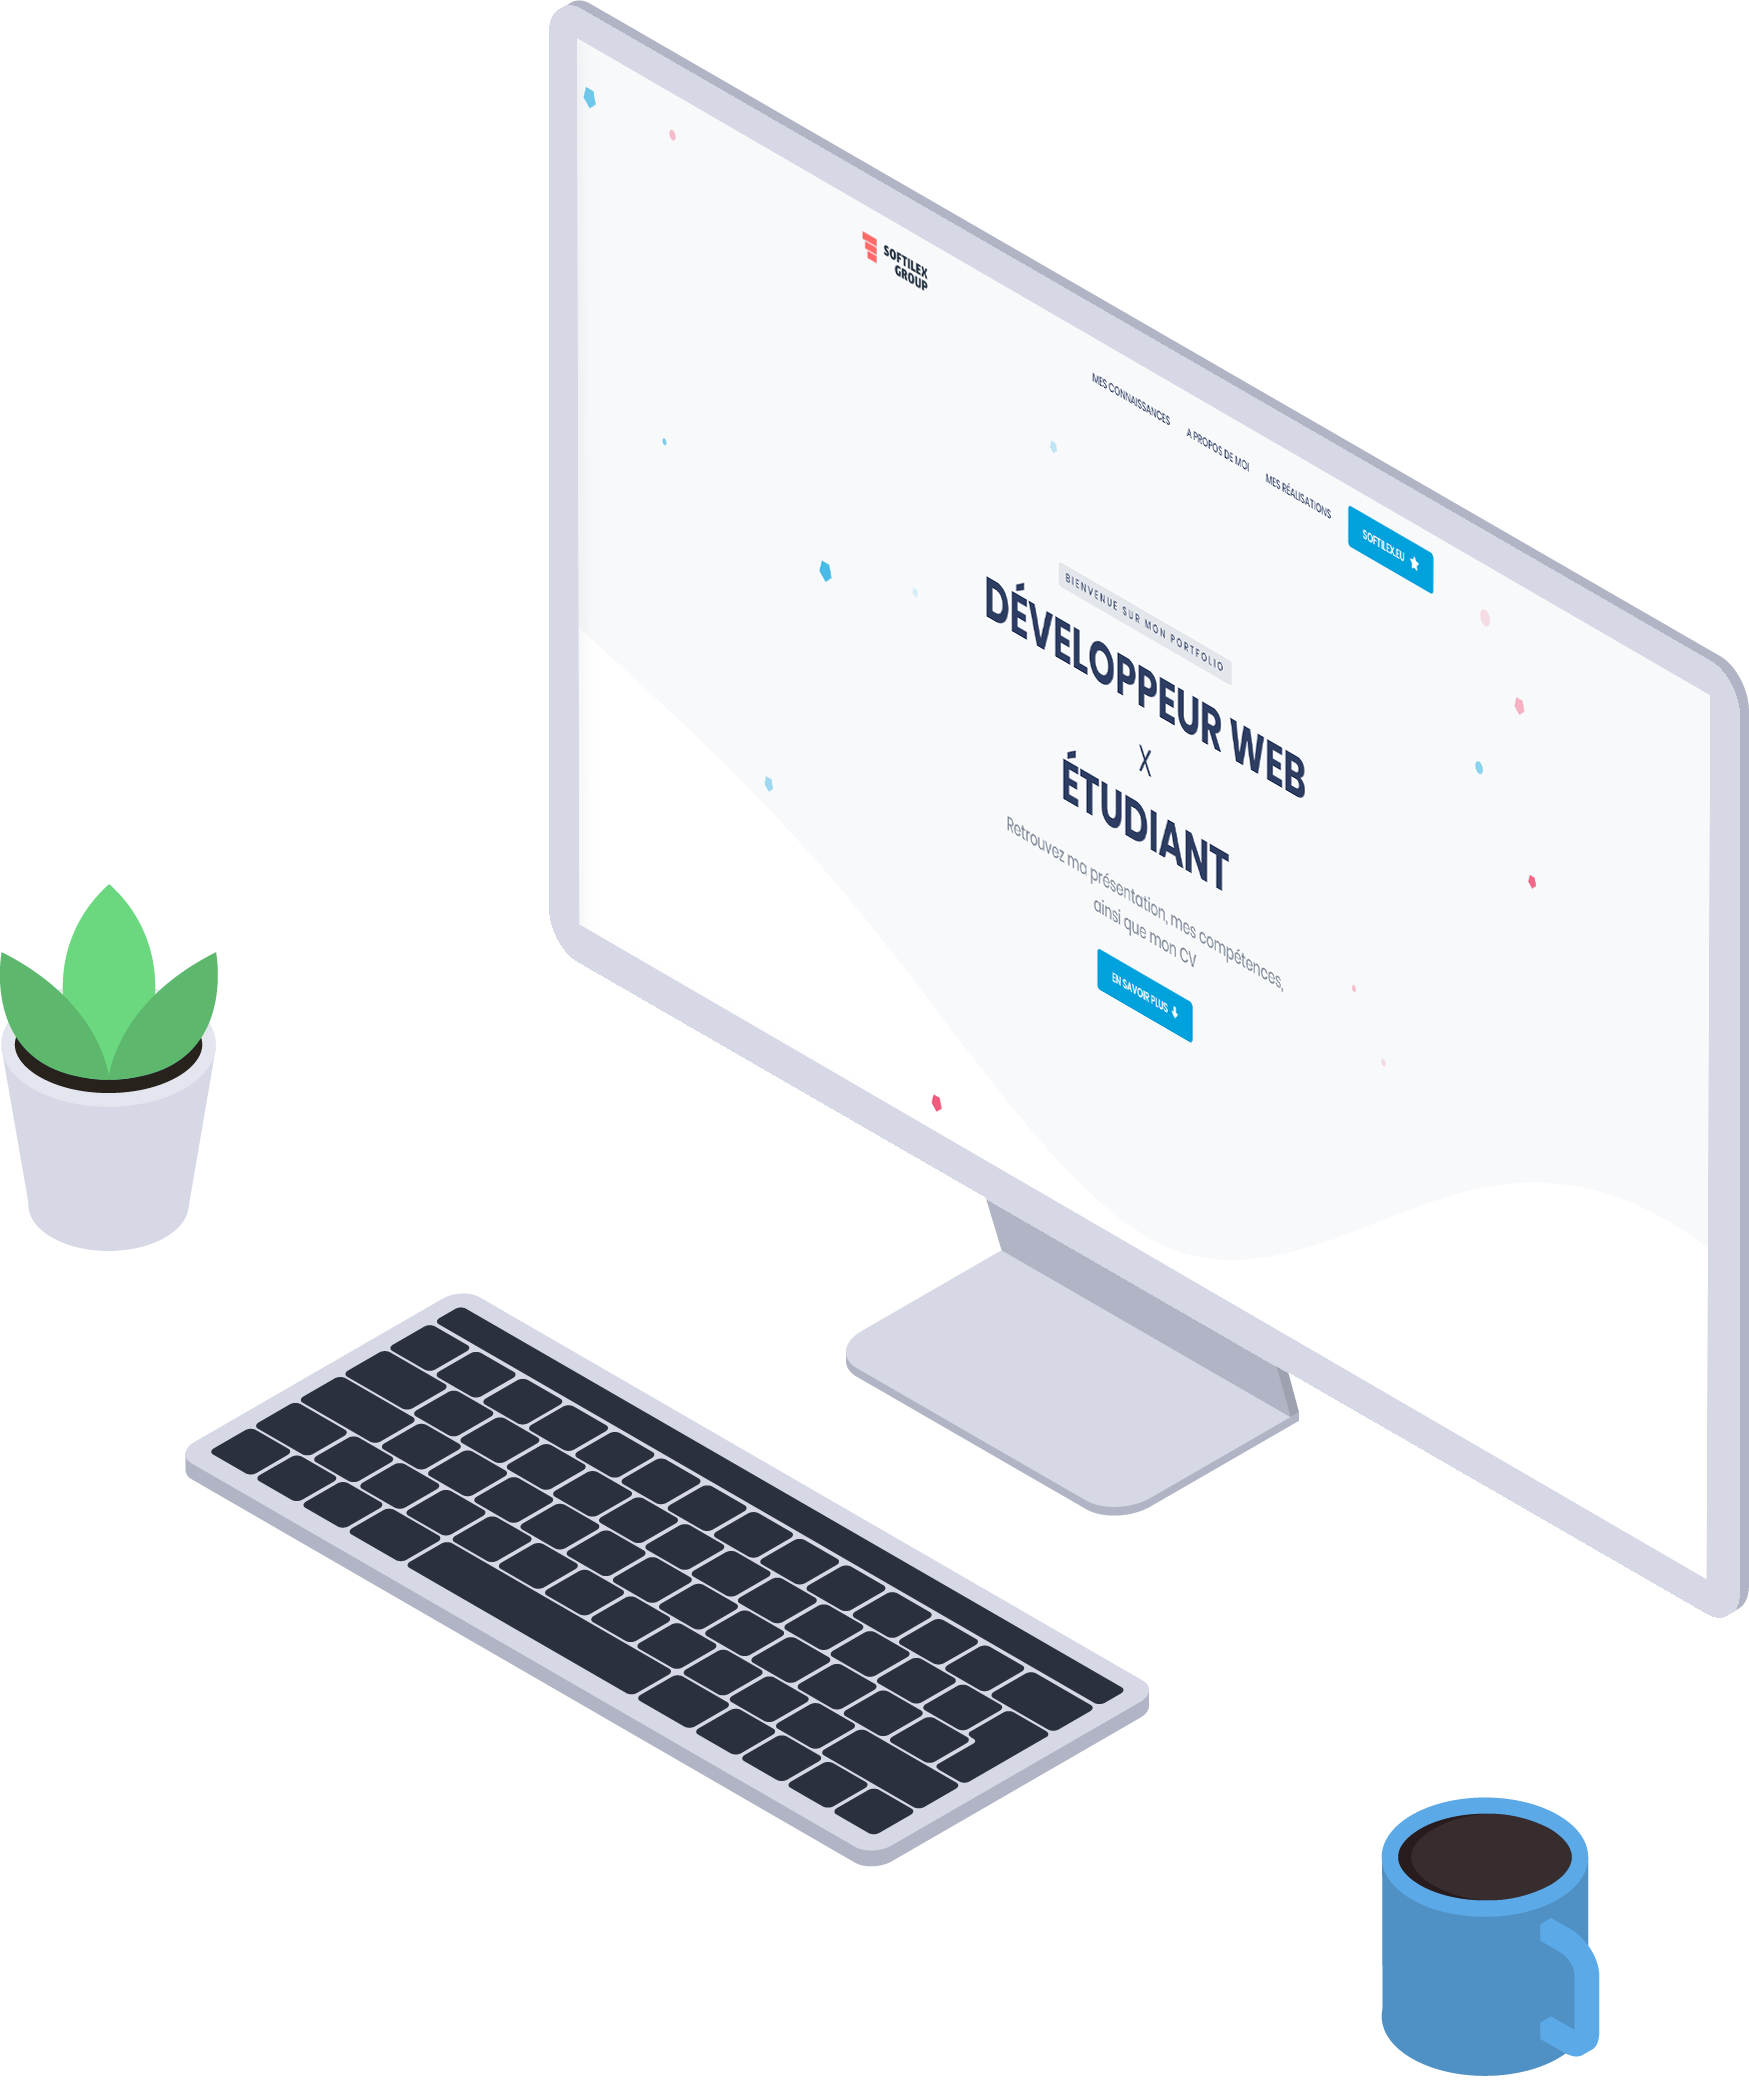 SOFTILEX
GROUP
MES CONNAISSANCES
A PROPOS DE MOI
MES RÉALISATIONS
SOFTILEX.EU
BIENVENUE SUR MON PORTFOLIO
DÉVELOPPEUR WEB
X
ÉTUDIANT
Retrouvez ma présentation, mes compétences,
ainsi que mon CV
EN SAVOIR PLUS